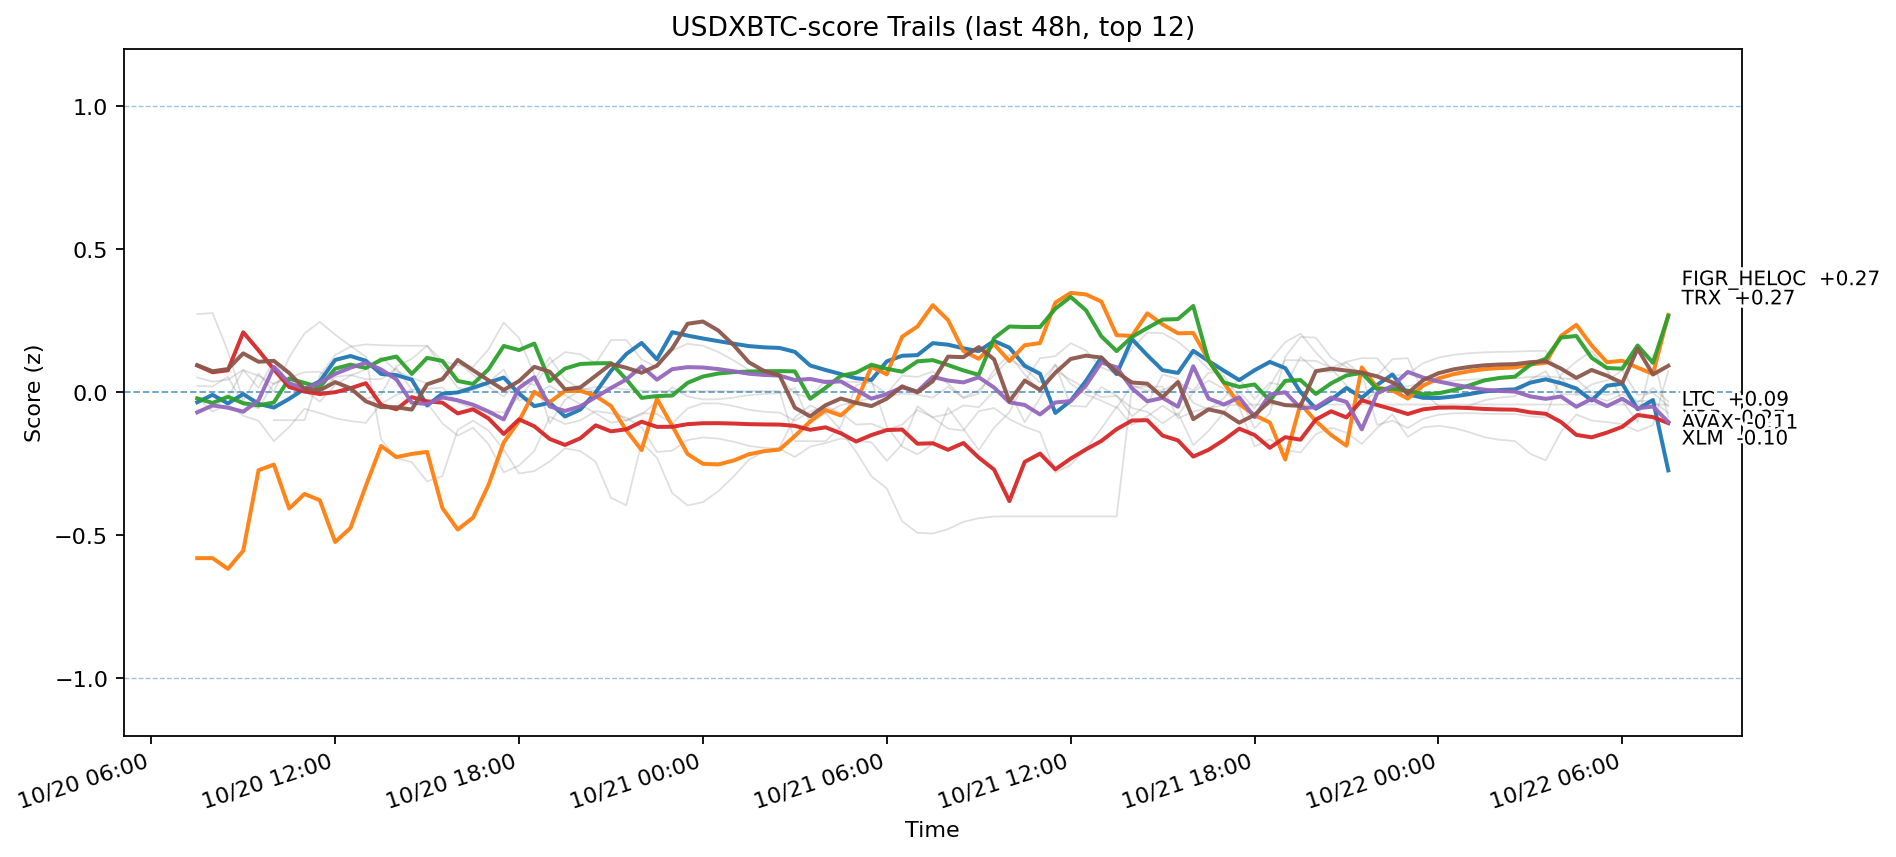 USDXBTC-score Trails (last 48h, top 12)
Score (z)
1.0
0.5
0.0
−0.5
−1.0
FIGR_HELOC +0.27
TRX +0.27
LTC +0.09
AVAX -0.11
XLM -0.10
10/20 06:00
10/20 12:00
10/20 18:00
10/21 00:00
10/21 06:00
10/21 12:00
10/21 18:00
10/22 00:00
10/22 06:00
Time